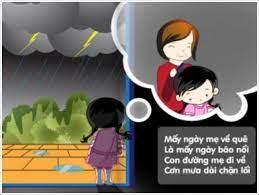 Mấy ngày mẹ về quê
Là mấy ngày bão nổi
Con đường mẹ đi về
Cơn mưa dài chặn lối